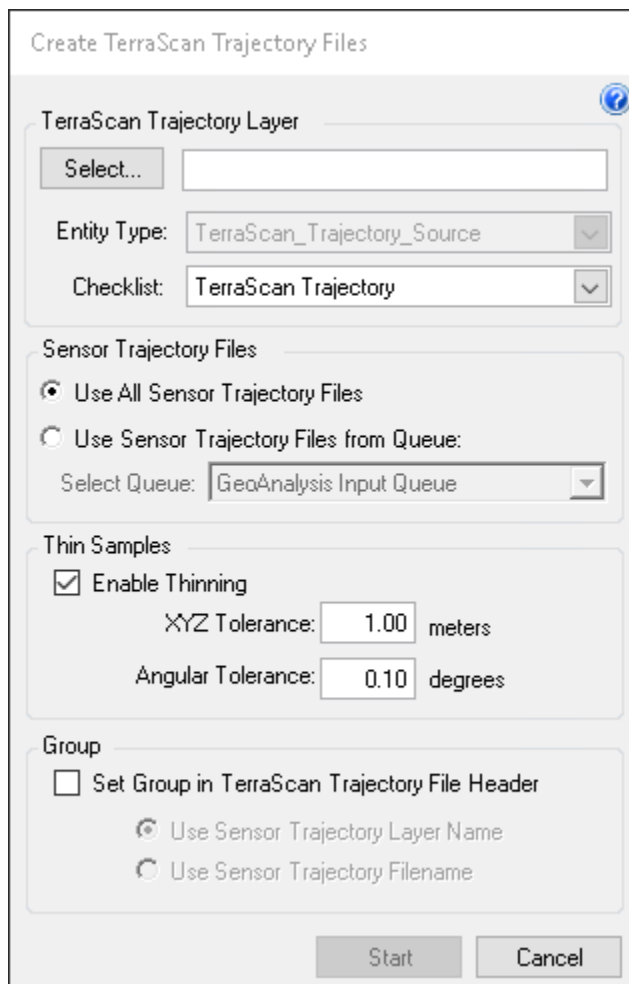 Create TerraScan Trajectory Files
?
TerraScan Trajectory Layer
Select...
Entity Type: TerraScan_Trajectory_Source
Checklist: TerraScan Trajectory
Sensor Trajectory Files
Use All Sensor Trajectory Files
Use Sensor Trajectory Files from Queue:
Select Queue: GeoAnalysis Input Queue
Thin Samples
Enable Thinning
XYZ Tolerance: 1.00 meters
Angular Tolerance: 0.10 degrees
Group
Set Group in TerraScan Trajectory File Header
Use Sensor Trajectory Layer Name
Use Sensor Trajectory Filename
Start Cancel